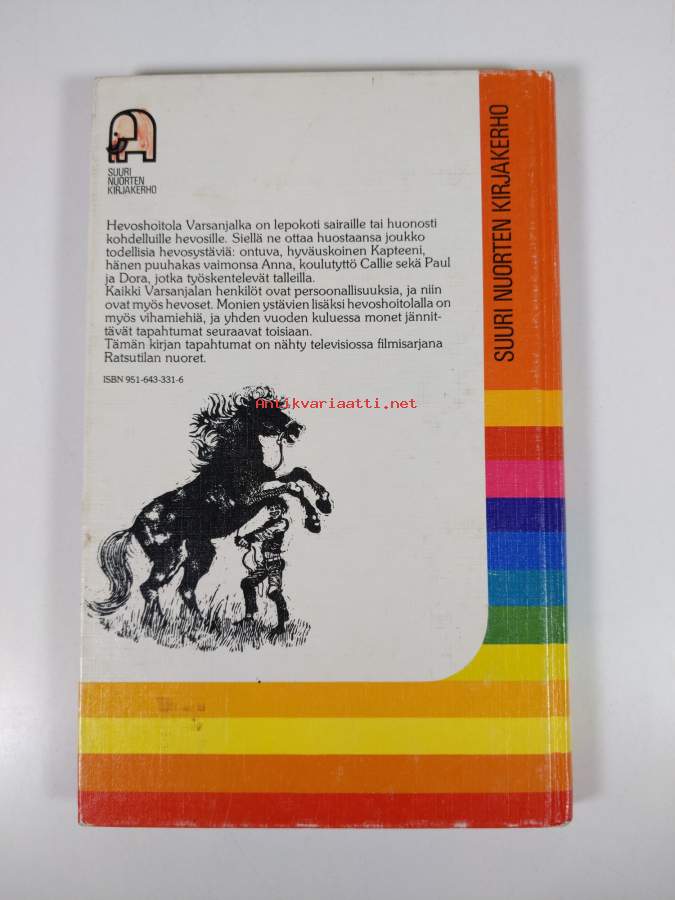 SUURI
NUORTEN
KIRJAKERHO
Hevoshoitola Varsanjalka on lepokoti sairaille tai huonosti
kohdelluille hevosille. Siellä ne ottaa huostaansa joukko
todellisia hevosystäviä: ontuva, hyväuskoinen Kapteeni,
hänen puuhakas vaimonsa Anna, koulutyttö Callie sekä Paul
ja Dora, jotka työskentelevät talleilla.
Kaikki Varsanjalan henkilöt ovat persoonallisuuksia, ja niin
ovat myös hevoset. Monien ystävien lisäksi hevoshoitolalla on
myös vihamiehiä, ja yhden vuoden kuluessa monet jännit-
tävät tapahtumat seuraavat toisiaan.
Tämän kirjan tapahtumat on nähty televisiossa filmisarjana
Ratsutilan nuoret.
ISBN 951-643-331-6
Antikvariaatti.net
SUURI NUORTEN KIRJAKERHO